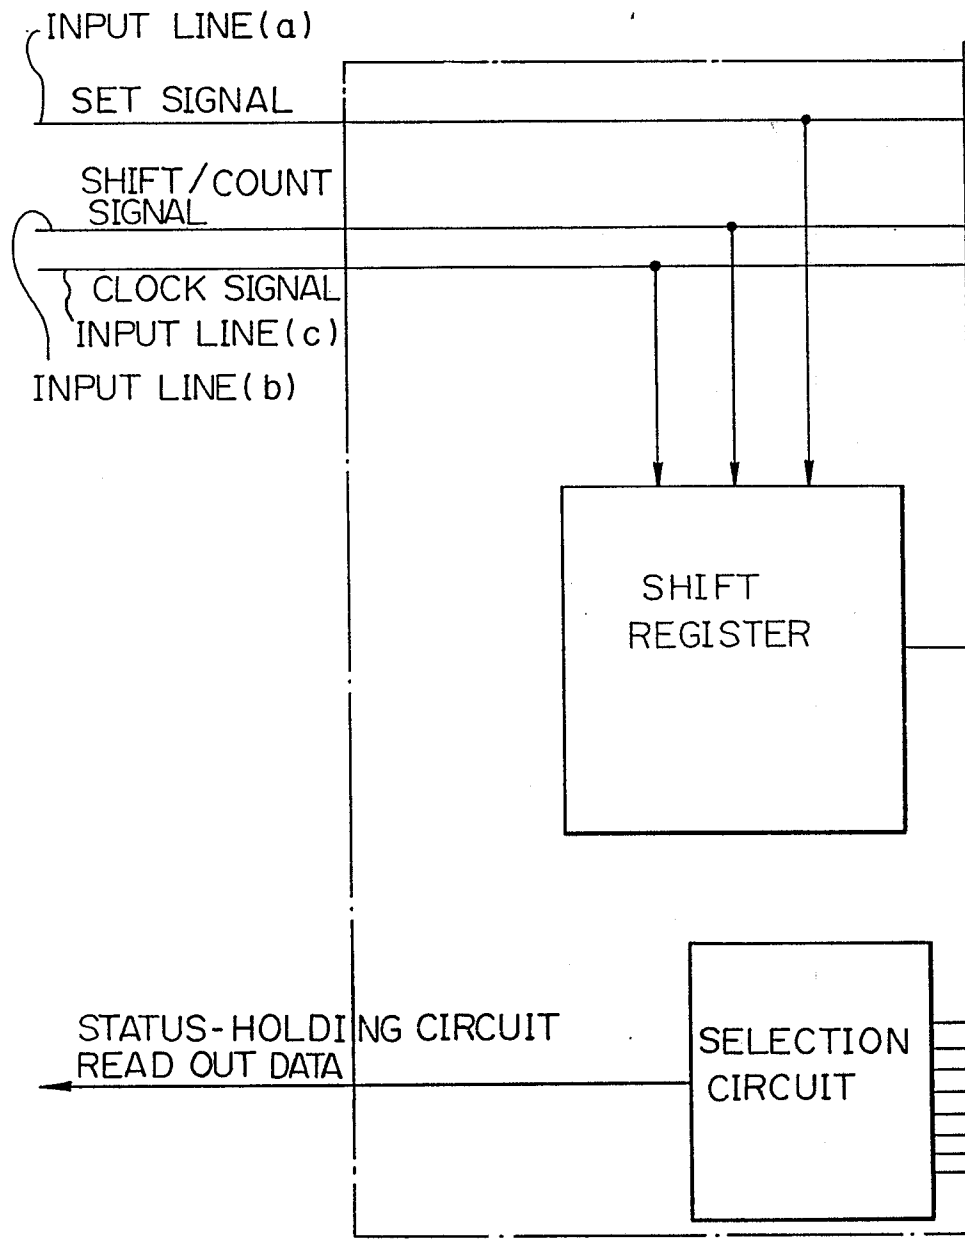 INPUT LINE(a)
SET SIGNAL
SHIFT/COUNT
SIGNAL
CLOCK SIGNAL
INPUT LINE(c)
INPUT LINE(b)
SHIFT
REGISTER
STATUS-HOLDING CIRCUIT
READ OUT DATA
SELECTION
CIRCUIT